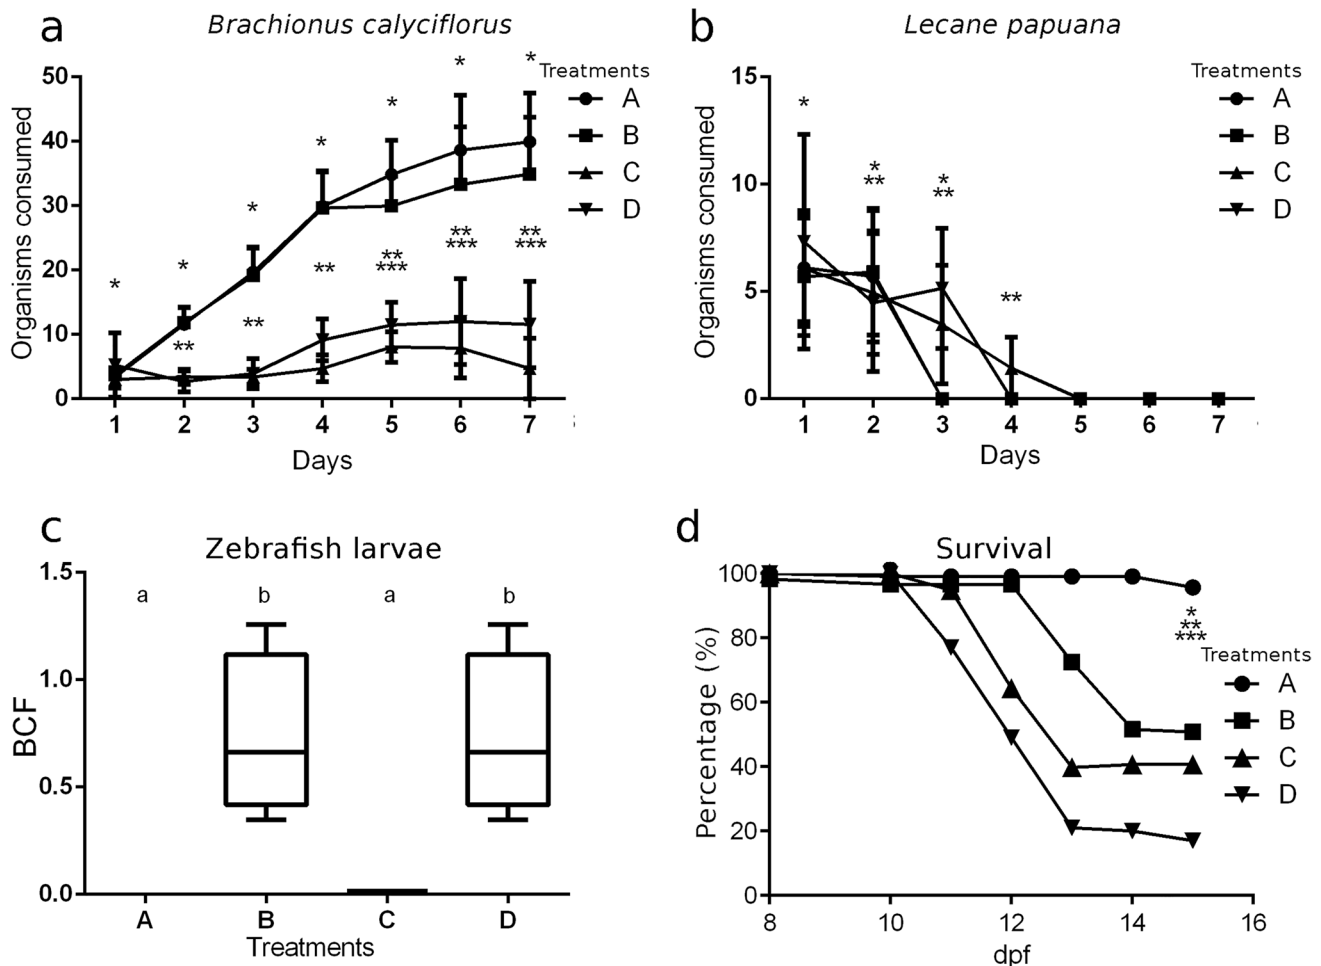 a
Brachionus calyciflorus
Organisms consumed
50
40
30
20
10
0
* * * * * * *
** ** ** ** ** **
*** *** ***
1 2 3 4 5 6 7
Days
Treatments
A
B
C
D
b
Lecane papuana
Organisms consumed
15
10
5
0
* * *
** ** **
1 2 3 4 5 6 7
Days
Treatments
A
B
C
D
c
Zebrafish larvae
BCF
1.5
1.0
0.5
0.0
a b a b
A B C D
Treatments
d
Survival
Percentage (%)
100
80
60
40
20
0
8 10 12 14 16
dpf
*
**
***
Treatments
A
B
C
D